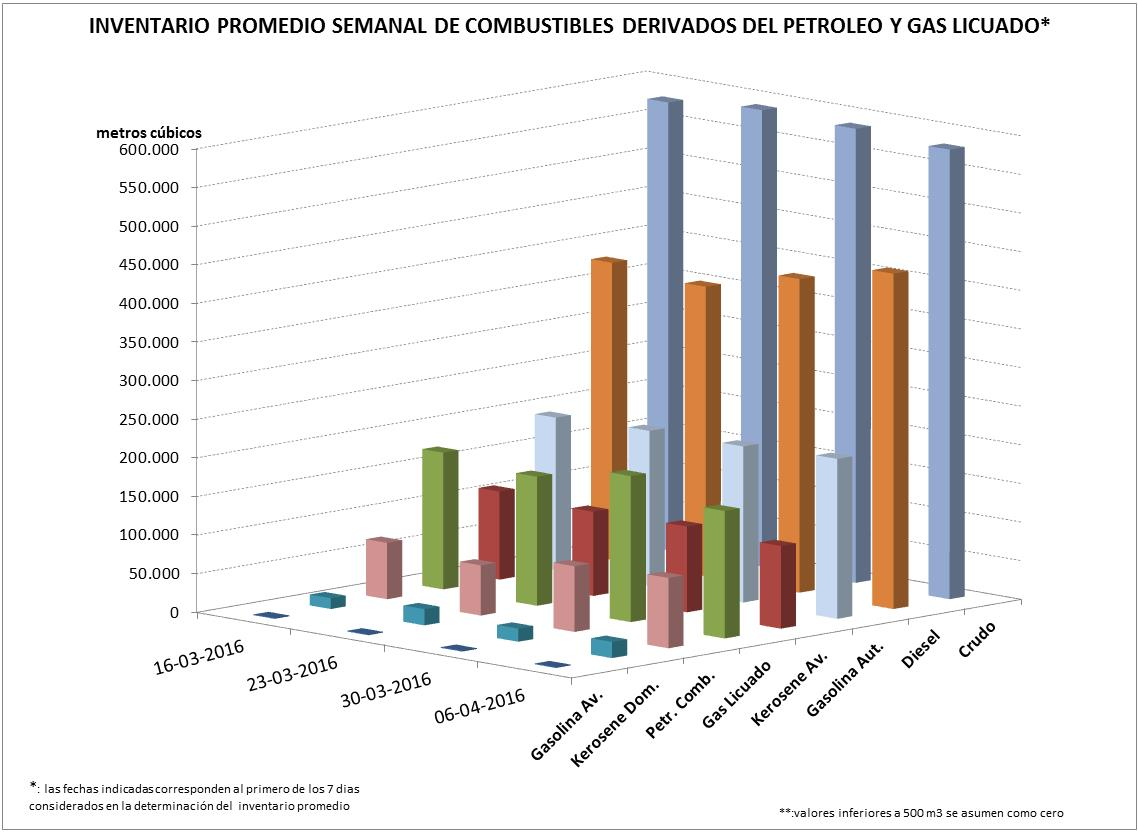 INVENTARIO PROMEDIO SEMANAL DE COMBUSTIBLES DERIVADOS DEL PETROLEO Y GAS LICUADO*
metros cúbicos
600.000
550.000
500.000
450.000
400.000
350.000
300.000
250.000
200.000
150.000
100.000
50.000
0
16-03-2016
23-03-2016
30-03-2016
06-04-2016
Gasolina Av.
Kerosene Dom.
Petr. Comb.
Gas Licuado
Kerosene Av.
Gasolina Aut.
Diesel
Crudo
*: las fechas indicadas corresponden al primero de los 7 dias
considerados en la determinación del inventario promedio
**:valores inferiores a 500 m3 se asumen como cero